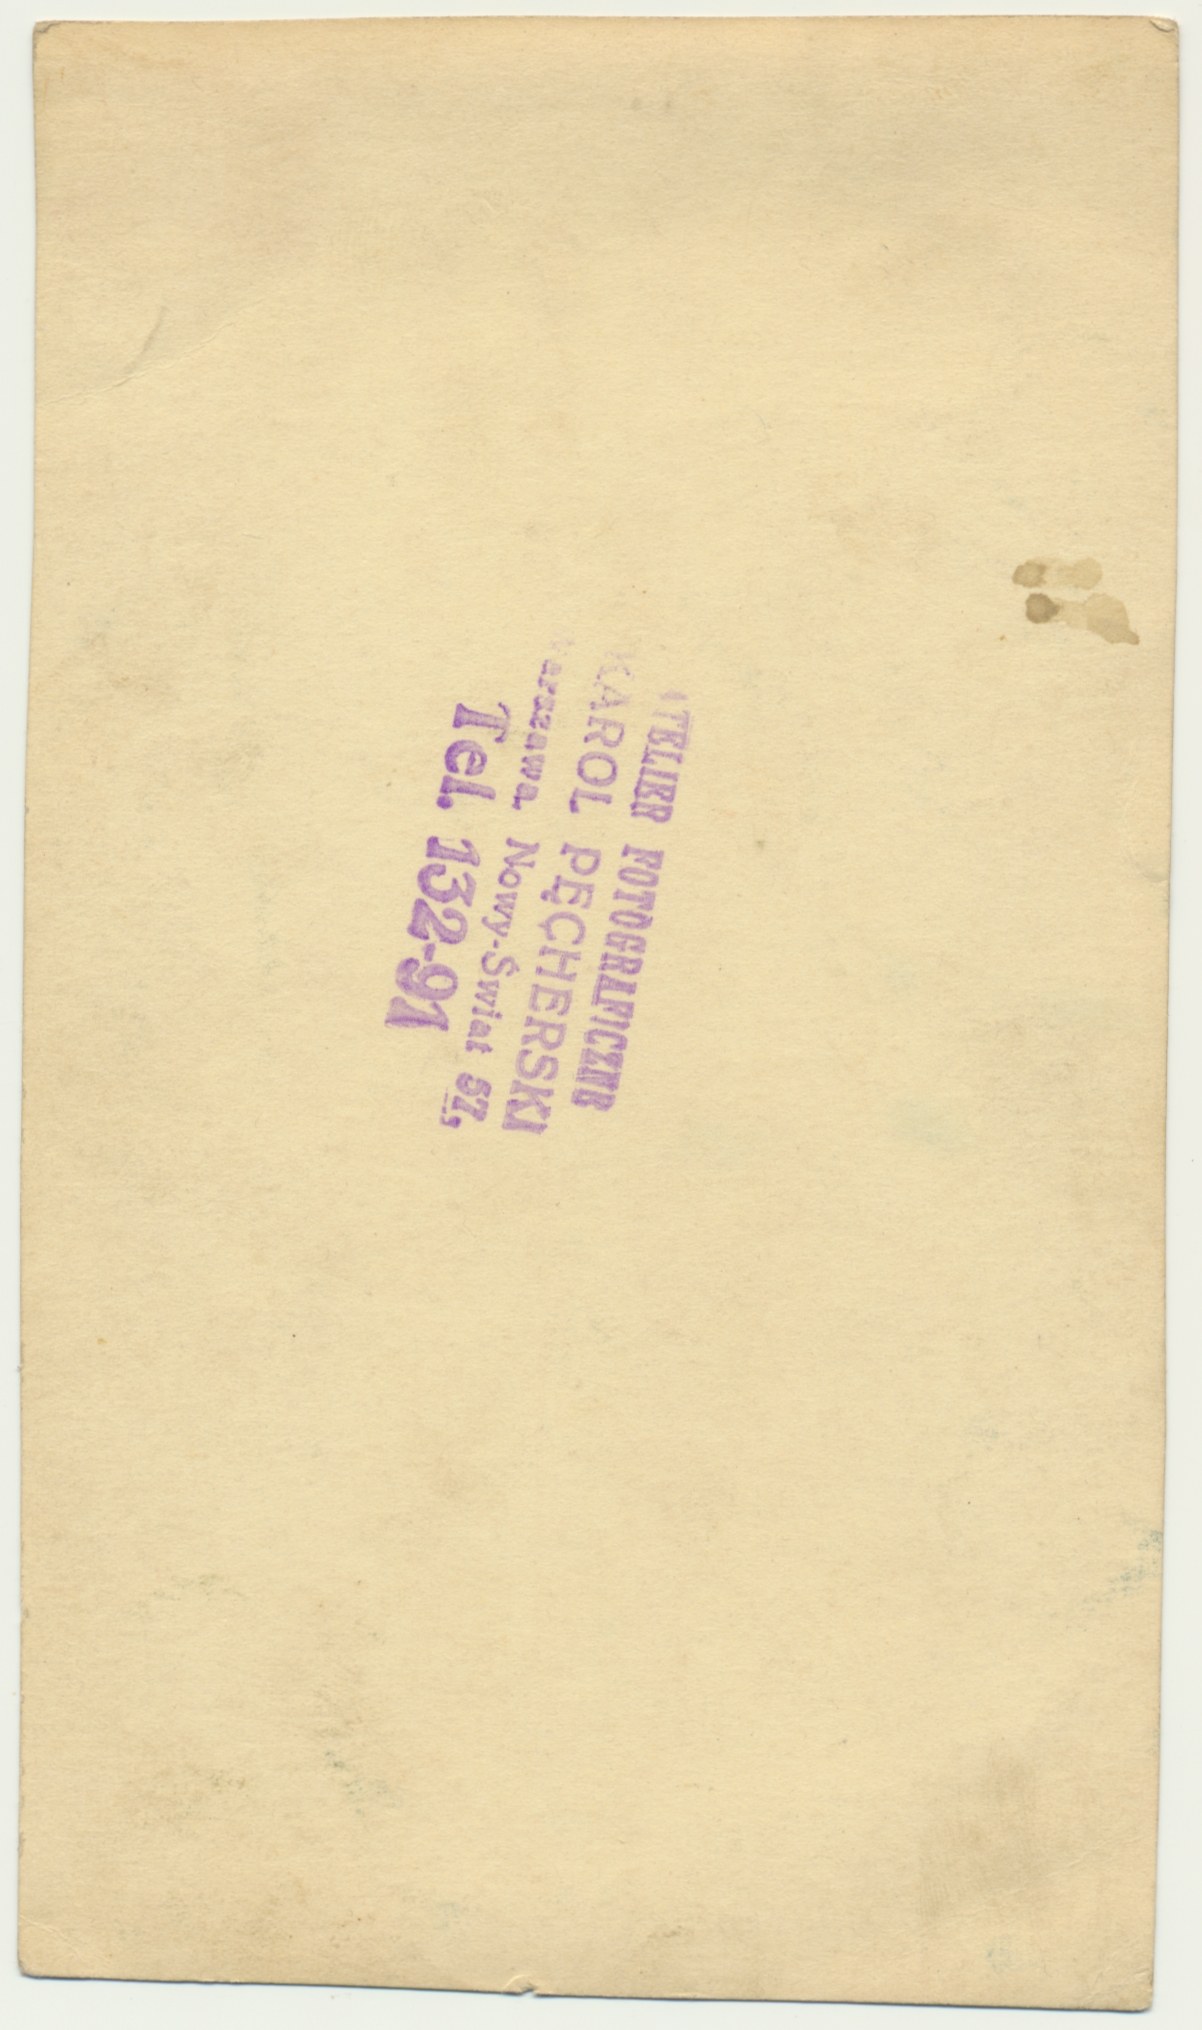 ATELIER FOTOGRAFICZNE
KAROL PĘCHERSKI
Warszawa, Nowy-Świat 57,
Tel. 132-91